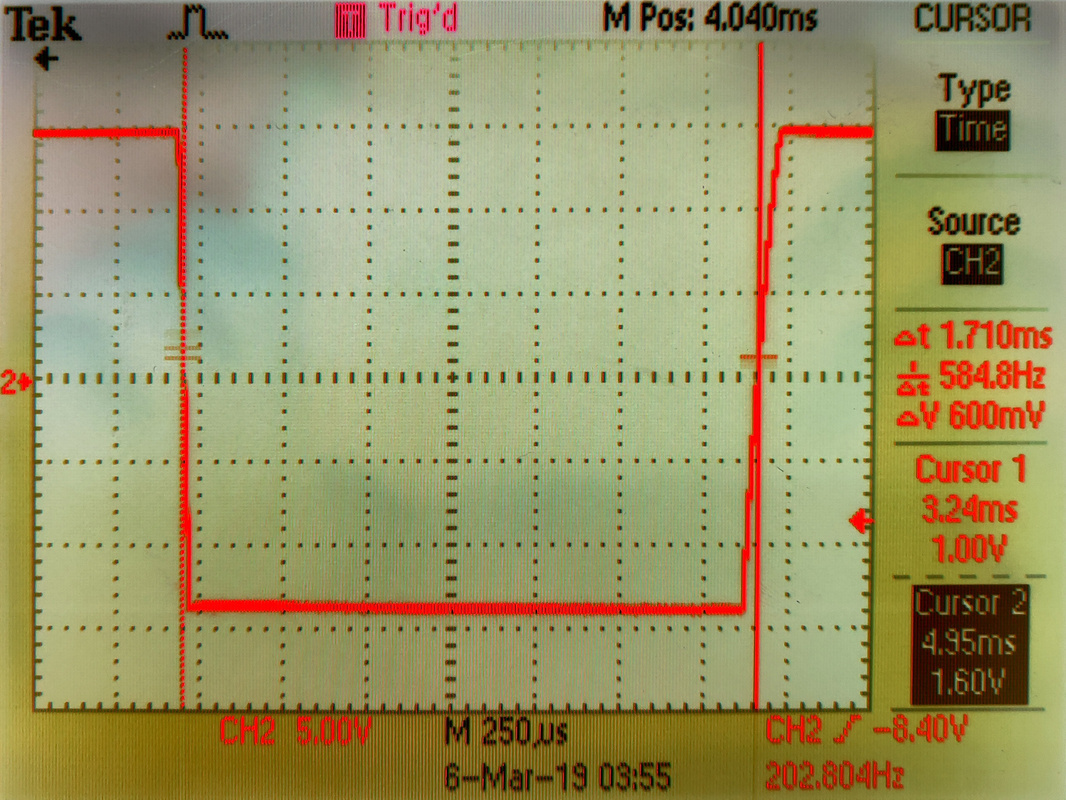 Tek T Trig'd M Pos: 4.040ms CURSOR
Type
Time
Source
CH2
Δt 1.710ms
1/Δt 584.8Hz
ΔV 600mV
2
Cursor 1
3.24ms
1.00V
Cursor 2
4.95ms
1.60V
CH2 5.00V M 250µs CH2 -8.40V
6-Mar-19 03:55 202.804Hz